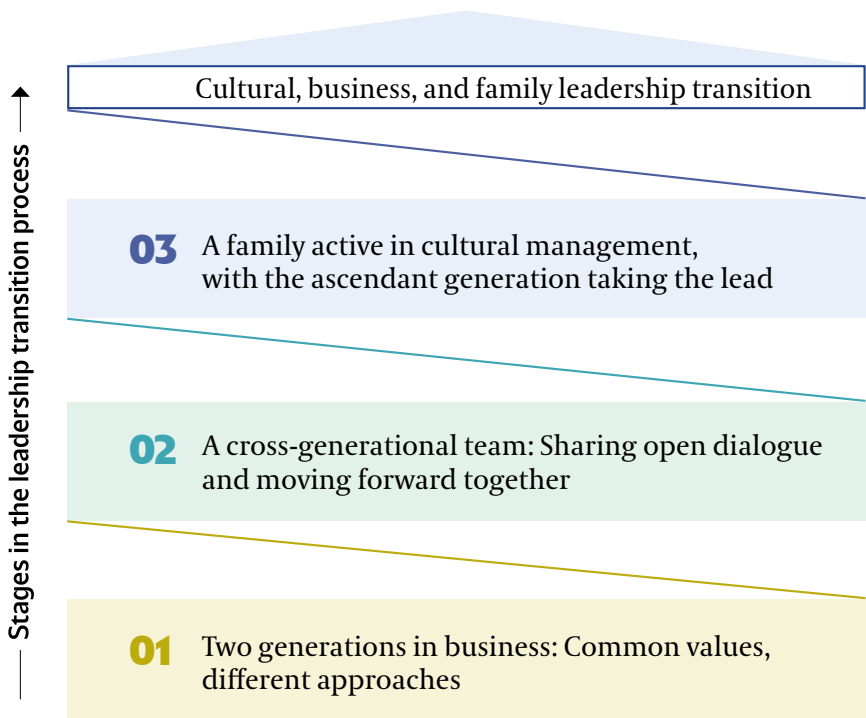 Cultural, business, and family leadership transition
Stages in the leadership transition process
03
A family active in cultural management,
with the ascendant generation taking the lead
02
A cross-generational team: Sharing open dialogue
and moving forward together
01
Two generations in business: Common values,
different approaches